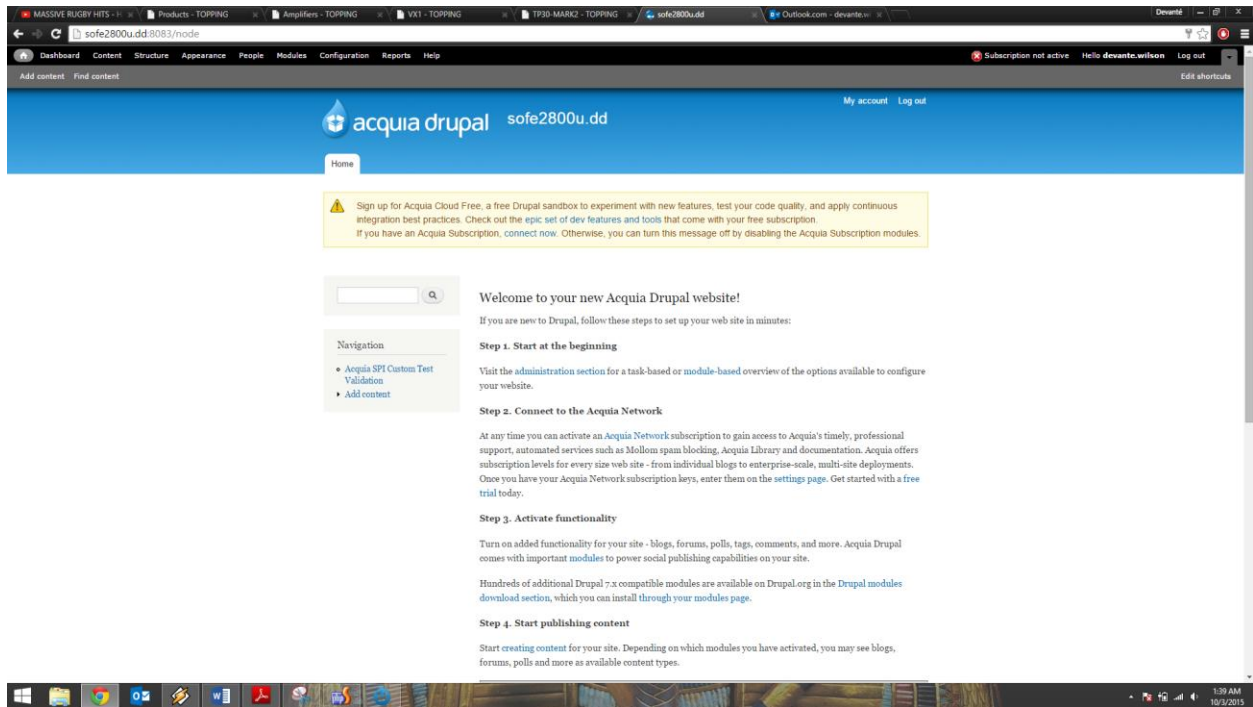 MASSIVE RUGBY HITS - H
Products - TOPPING
Amplifiers - TOPPING
VX1 - TOPPING
TP30-MARK2 - TOPPING
sofe2800u.dd
Outlook.com - devante.wi
Devanté
sofe2800u.dd:8083/node
Dashboard Content Structure Appearance People Modules Configuration Reports Help
Subscription not active Hello devante.wilson Log out
Add content Find content
Edit shortcuts
My account Log out
acquia drupal sofe2800u.dd
Home
Sign up for Acquia Cloud Free, a free Drupal sandbox to experiment with new features, test your code quality, and apply continuous
integration best practices. Check out the epic set of dev features and tools that come with your free subscription.
If you have an Acquia Subscription, connect now. Otherwise, you can turn this message off by disabling the Acquia Subscription modules.
Navigation
Acquia SPI Custom Test
Validation
Add content
Welcome to your new Acquia Drupal website!
If you are new to Drupal, follow these steps to set up your web site in minutes:
Step 1. Start at the beginning
Visit the administration section for a task-based or module-based overview of the options available to configure
your website.
Step 2. Connect to the Acquia Network
At any time you can activate an Acquia Network subscription to gain access to Acquia's timely, professional
support, automated services such as Mollom spam blocking, Acquia Library and documentation. Acquia offers
subscription levels for every size web site - from individual blogs to enterprise-scale, multi-site deployments.
Once you have your Acquia Network subscription keys, enter them on the settings page. Get started with a free
trial today.
Step 3. Activate functionality
Turn on added functionality for your site - blogs, forums, polls, tags, comments, and more. Acquia Drupal
comes with important modules to power social publishing capabilities on your site.
Hundreds of additional Drupal 7.x compatible modules are available on Drupal.org in the Drupal modules
download section, which you can install through your modules page.
Step 4. Start publishing content
Start creating content for your site. Depending on which modules you have activated, you may see blogs,
forums, polls and more as available content types.
1:39 AM
10/3/2015